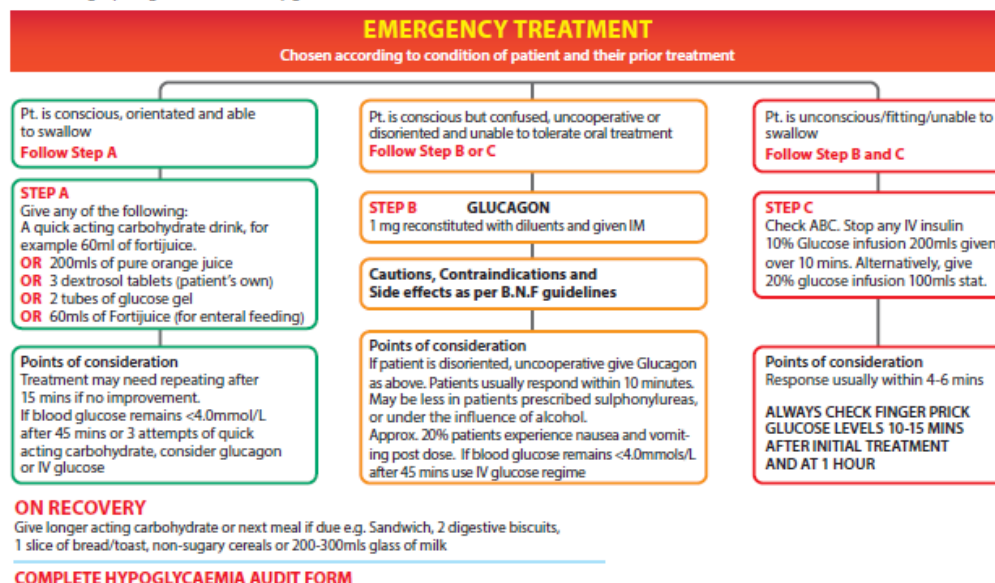 EMERGENCY TREATMENT
Chosen according to condition of patient and their prior treatment
Pt. is conscious, orientated and able
to swallow
Follow Step A
STEP A
Give any of the following:
A quick acting carbohydrate drink, for
example 60ml of fortijuice.
OR 200mls of pure orange juice
OR 3 dextrosol tablets (patient's own)
OR 2 tubes of glucose gel
OR 60mls of Fortijuice (for enteral feeding)
Points of consideration
Treatment may need repeating after
15 mins if no improvement.
If blood glucose remains <4.0mmol/L
after 45 mins or 3 attempts of quick
acting carbohydrate, consider glucagon
or IV glucose
Pt. is conscious but confused, uncooperative or
disoriented and unable to tolerate oral treatment
Follow Step B or C
STEP B GLUCAGON
1 mg reconstituted with diluents and given IM
Cautions, Contraindications and
Side effects as per B.N.F guidelines
Points of consideration
If patient is disoriented, uncooperative give Glucagon
as above. Patients usually respond within 10 minutes.
May be less in patients prescribed sulphonylureas,
or under the influence of alcohol.
Approx. 20% patients experience nausea and vomit-
ing post dose. If blood glucose remains <4.0mmols/L
after 45 mins use IV glucose regime
Pt. is unconscious/fitting/unable to
swallow
Follow Step B and C
STEP C
Check ABC. Stop any IV insulin
10% Glucose infusion 200mls given
over 10 mins. Alternatively, give
20% glucose infusion 100mls stat.
Points of consideration
Response usually within 4-6 mins
ALWAYS CHECK FINGER PRICK
GLUCOSE LEVELS 10-15 MINS
AFTER INITIAL TREATMENT
AND AT 1 HOUR
ON RECOVERY
Give longer acting carbohydrate or next meal if due e.g. Sandwich, 2 digestive biscuits,
1 slice of bread/toast, non-sugary cereals or 200-300mls glass of milk
COMPLETE HYPOGLYCAEMIA AUDIT FORM